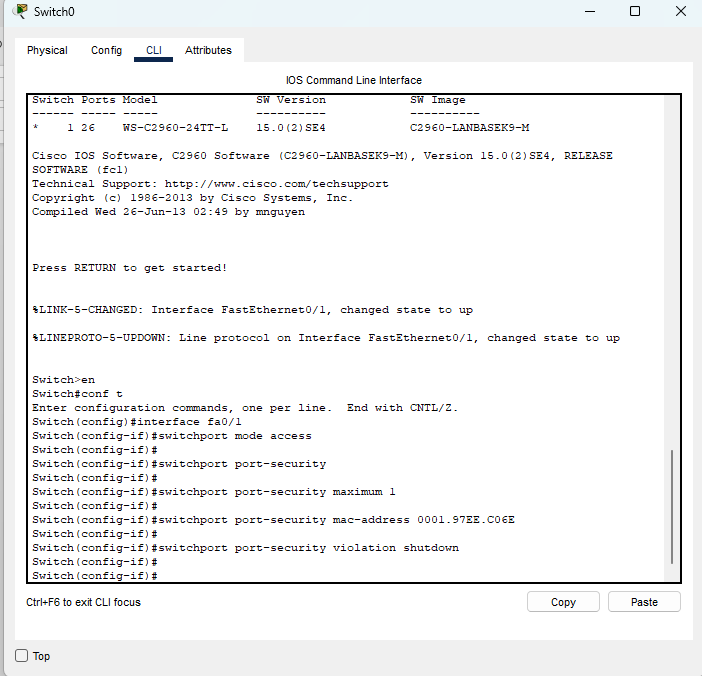 Switch0
Physical Config CLI Attributes
IOS Command Line Interface
Switch Ports Model SW Version SW Image
------ ----- ----- ---------- ----------
* 1 26 WS-C2960-24TT-L 15.0(2)SE4 C2960-LANBASEK9-M
Cisco IOS Software, C2960 Software (C2960-LANBASEK9-M), Version 15.0(2)SE4, RELEASE
SOFTWARE (fc1)
Technical Support: http://www.cisco.com/techsupport
Copyright (c) 1986-2013 by Cisco Systems, Inc.
Compiled Wed 26-Jun-13 02:49 by mnguyen
Press RETURN to get started!
%LINK-5-CHANGED: Interface FastEthernet0/1, changed state to up
%LINEPROTO-5-UPDOWN: Line protocol on Interface FastEthernet0/1, changed state to up
Switch>en
Switch#conf t
Enter configuration commands, one per line. End with CNTL/Z.
Switch(config)#interface fa0/1
Switch(config-if)#switchport mode access
Switch(config-if)#
Switch(config-if)#switchport port-security
Switch(config-if)#
Switch(config-if)#switchport port-security maximum 1
Switch(config-if)#
Switch(config-if)#switchport port-security mac-address 0001.97EE.C06E
Switch(config-if)#
Switch(config-if)#switchport port-security violation shutdown
Switch(config-if)#
Switch(config-if)#
Ctrl+F6 to exit CLI focus
Copy Paste
Top